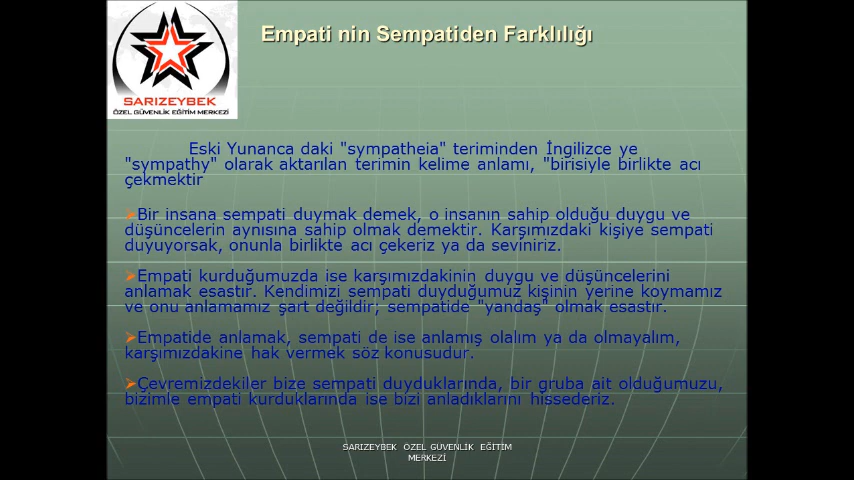 SARIZEYBEK
ÖZEL GÜVENLİK EĞİTİM MERKEZİ
Empati nin Sempatiden Farklılığı
Eski Yunanca daki "sympatheia" teriminden İngilizce ye
"sympathy" olarak aktarılan terimin kelime anlamı, "birisiyle birlikte acı
çekmektir
Bir insana sempati duymak demek, o insanın sahip olduğu duygu ve
düşüncelerin aynısına sahip olmak demektir. Karşımızdaki kişiye sempati
duyuyorsak, onunla birlikte acı çekeriz ya da seviniriz.
Empati kurduğumuzda ise karşımızdakinin duygu ve düşüncelerini
anlamak esastır. Kendimizi sempati duyduğumuz kişinin yerine koymamız
ve onu anlamamız şart değildir; sempatide "yandaş" olmak esastır.
Empatide anlamak, sempati de ise anlamış olalım ya da olmayalım,
karşımızdakine hak vermek söz konusudur.
Çevremizdekiler bize sempati duyduklarında, bir gruba ait olduğumuzu,
bizimle empati kurduklarında ise bizi anladıklarını hissederiz.
SARIZEYBEK ÖZEL GÜVENLİK EĞİTİM
MERKEZİ